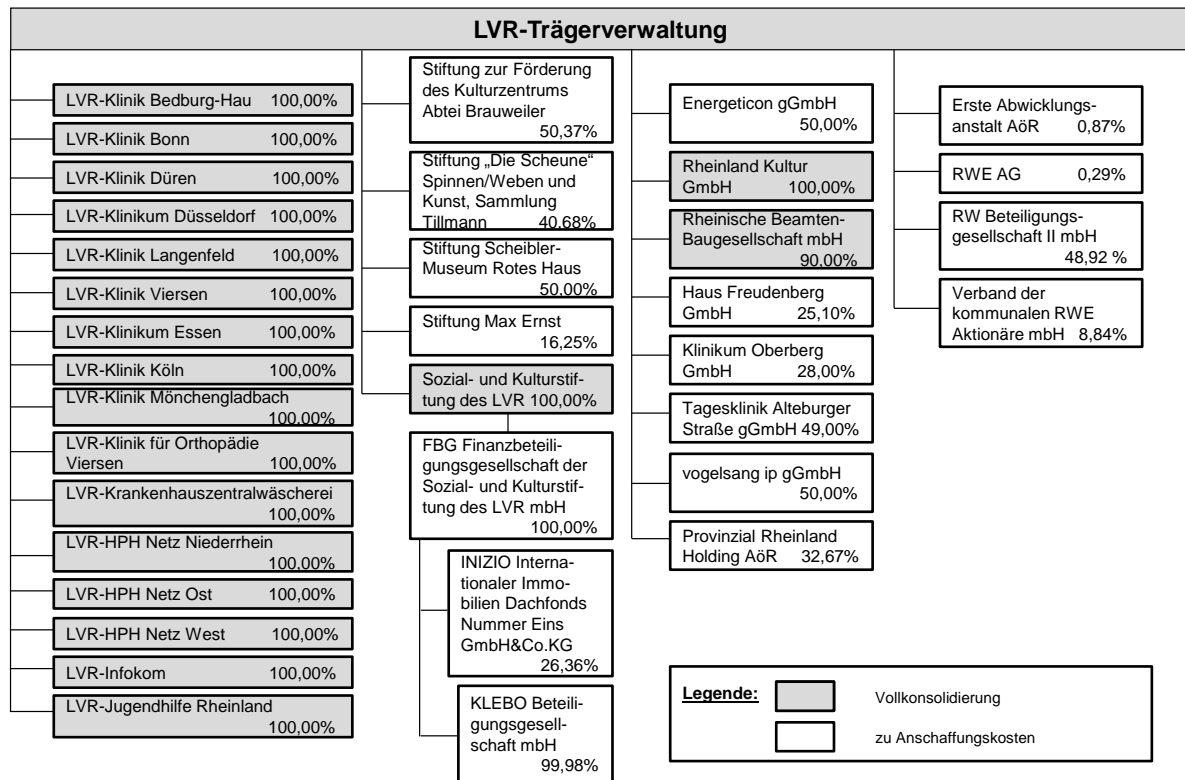 LVR-Trägerverwaltung
LVR-Klinik Bedburg-Hau 100,00%
LVR-Klinik Bonn 100,00%
LVR-Klinik Düren 100,00%
LVR-Klinikum Düsseldorf 100,00%
LVR-Klinik Langenfeld 100,00%
LVR-Klinik Viersen 100,00%
LVR-Klinikum Essen 100,00%
LVR-Klinik Köln 100,00%
LVR-Klinik Mönchengladbach
100,00%
LVR-Klinik für Orthopädie
Viersen 100,00%
LVR-Krankenhauszentralwäscherei
100,00%
LVR-HPH Netz Niederrhein
100,00%
LVR-HPH Netz Ost 100,00%
LVR-HPH Netz West 100,00%
LVR-Infokom 100,00%
LVR-Jugendhilfe Rheinland
100,00%
Stiftung zur Förderung
des Kulturzentrums
Abtei Brauweiler
50,37%
Stiftung „Die Scheune“
Spinnen/Weben und
Kunst, Sammlung
Tillmann 40,68%
Stiftung Scheibler-
Museum Rotes Haus
50,00%
Stiftung Max Ernst
16,25%
Sozial- und Kulturstif-
tung des LVR 100,00%
FBG Finanzbeteili-
gungsgesellschaft der
Sozial- und Kulturstif-
tung des LVR mbH
100,00%
INIZIO Interna-
tionaler Immo-
bilien Dachfonds
Nummer Eins
GmbH&Co.KG
26,36%
KLEBO Beteili-
gungsgesell-
schaft mbH
99,98%
Energeticon gGmbH
50,00%
Rheinland Kultur
GmbH 100,00%
Rheinische Beamten-
Baugesellschaft mbH
90,00%
Haus Freudenberg
GmbH 25,10%
Klinikum Oberberg
GmbH 28,00%
Tagesklinik Alteburger
Straße gGmbH 49,00%
vogelsang ip gGmbH
50,00%
Provinzial Rheinland
Holding AöR 32,67%
Erste Abwicklungs-
anstalt AöR 0,87%
RWE AG 0,29%
RW Beteiligungs-
gesellschaft II mbH
48,92 %
Verband der
kommunalen RWE
Aktionäre mbH 8,84%
Legende:
Vollkonsolidierung
zu Anschaffungskosten